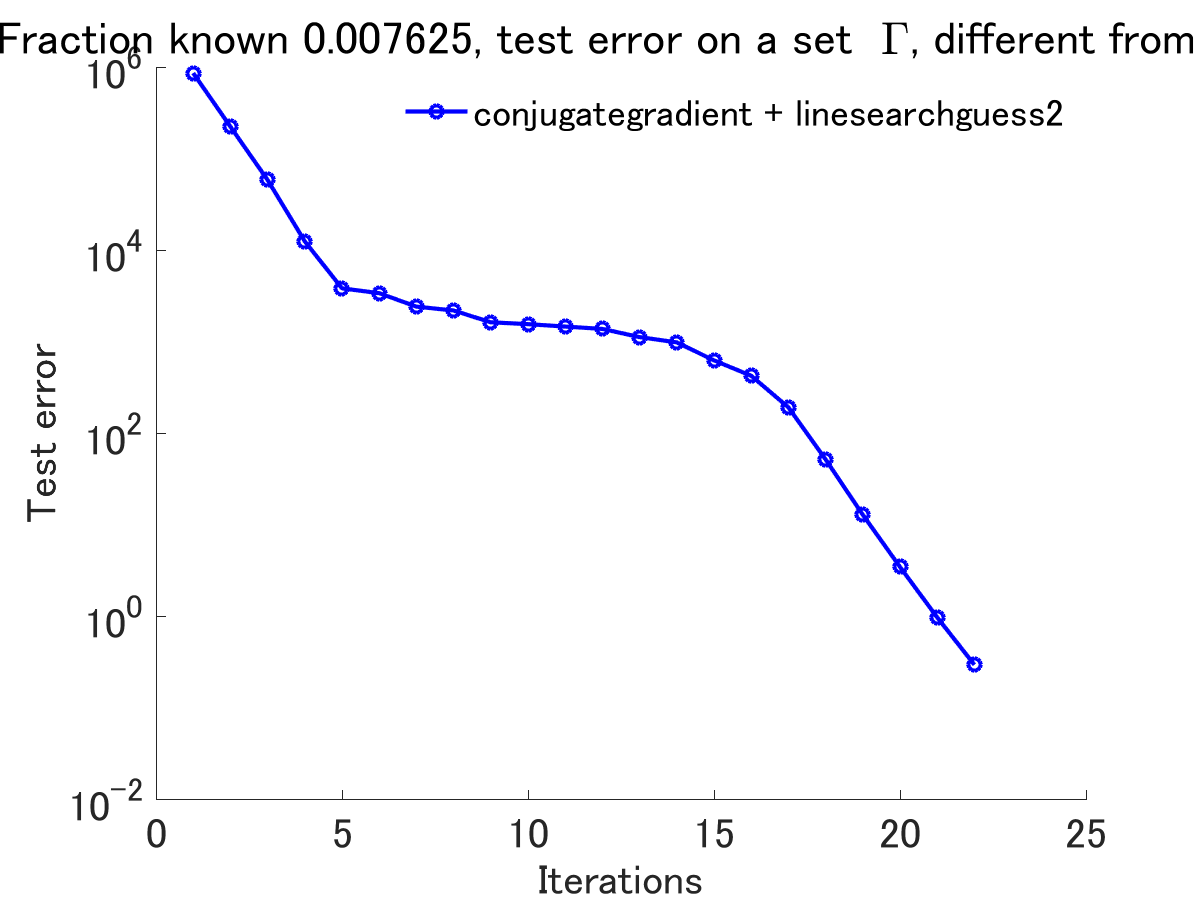 Fraction known 0.007625, test error on a set Γ, different from
10^6
conjugategradient + linesearchguess2
10^4
10^2
10^0
10^-2
Test error
0 5 10 15 20 25
Iterations